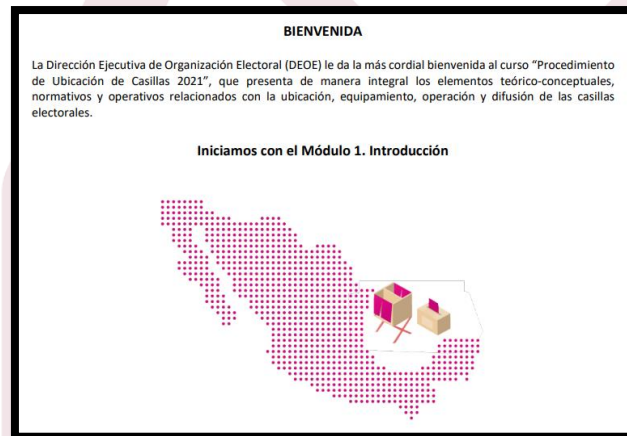 BIENVENIDA
La Dirección Ejecutiva de Organización Electoral (DEOE) le da la más cordial bienvenida al curso “Procedimiento
de Ubicación de Casillas 2021”, que presenta de manera integral los elementos teórico-conceptuales,
normativos y operativos relacionados con la ubicación, equipamiento, operación y difusión de las casillas
electorales.
Iniciamos con el Módulo 1. Introducción